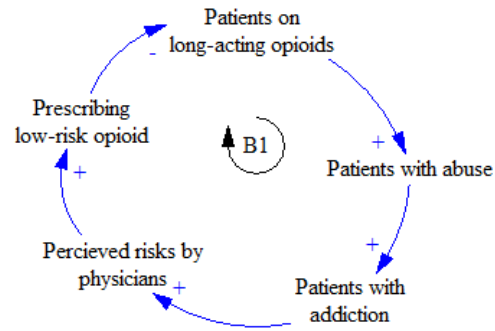 Patients on
long-acting opioids
-
Prescribing
low-risk opioid
B1
+
Patients with abuse
+
+
Percieved risks by
physicians
+
Patients with
addiction